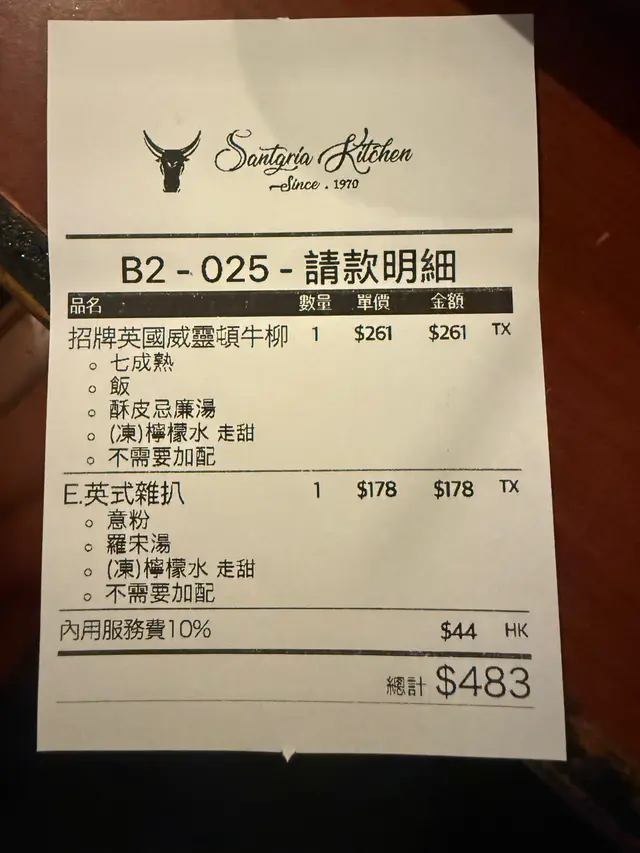 Santgria Kitchen
Since . 1970
B2 - 025 - 請款明細
品名 數量 單價 金額
招牌英國威靈頓牛柳 1 $261 $261 TX
七成熟
飯
酥皮忌廉湯
(凍)檸檬水 走甜
不需要加配
E.英式雜扒 1 $178 $178 TX
意粉
羅宋湯
(凍)檸檬水 走甜
不需要加配
內用服務費10% $44 HK
總計 $483